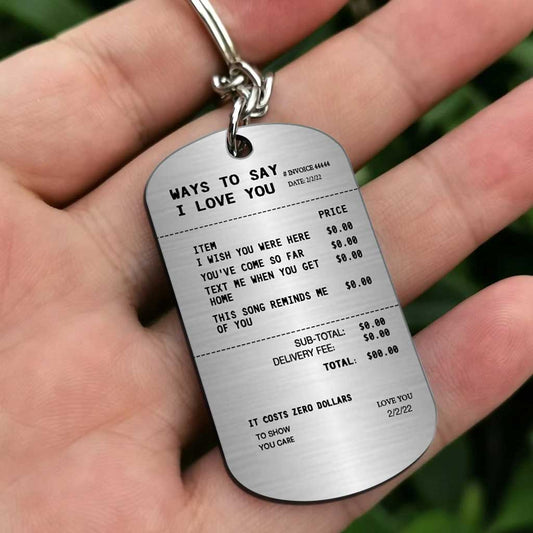 WAYS TO SAY # INVOICE 44444
I LOVE YOU DATE: 2/2/22
ITEM PRICE
I WISH YOU WERE HERE $0.00
YOU'VE COME SO FAR $0.00
TEXT ME WHEN YOU GET $0.00
HOME
THIS SONG REMINDS ME $0.00
OF YOU
SUB-TOTAL: $0.00
DELIVERY FEE: $0.00
TOTAL: $00.00
IT COSTS ZERO DOLLARS LOVE YOU
TO SHOW 2/2/22
YOU CARE